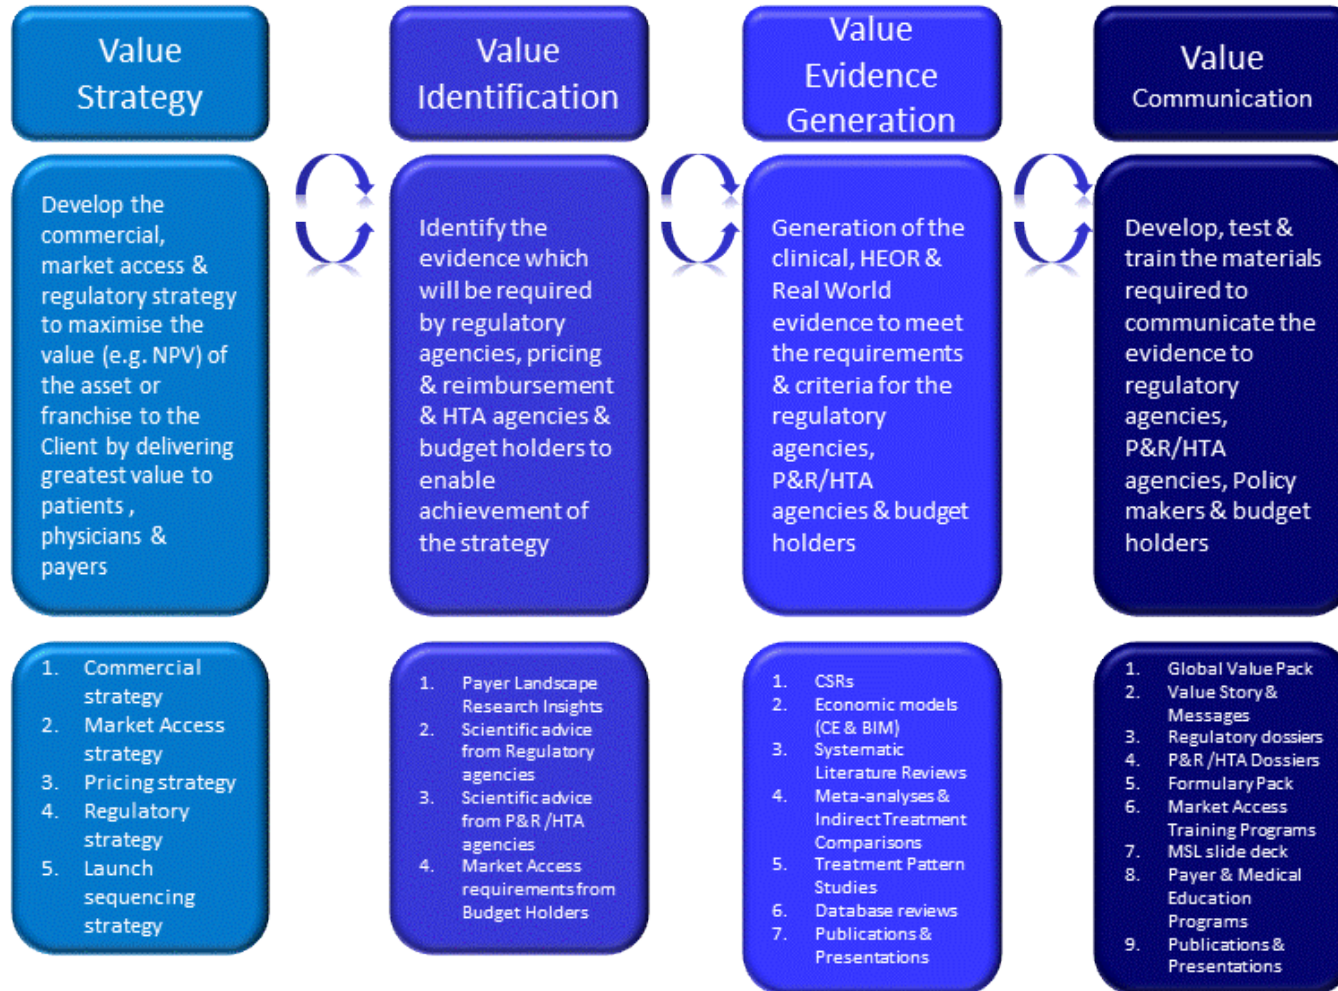 Value
Strategy
Value
Identification
Value
Evidence
Generation
Value
Communication
Develop the
commercial,
market access &
regulatory strategy
to maximise the
value (e.g. NPV) of
the asset or
franchise to the
Client by delivering
greatest value to
patients ,
physicians &
payers
Identify the
evidence which
will be required
by regulatory
agencies, pricing
& reimbursement
& HTA agencies &
budget holders to
enable
achievement of
the strategy
Generation of the
clinical, HEOR &
Real World
evidence to meet
the requirements
& criteria for the
regulatory
agencies,
P&R/HTA
agencies & budget
holders
Develop, test &
train the materials
required to
communicate the
evidence to
regulatory
agencies,
P&R/HTA
agencies, Policy
makers & budget
holders
1. Commercial
strategy
2. Market Access
strategy
3. Pricing strategy
4. Regulatory
strategy
5. Launch
sequencing
strategy
1. Payer Landscape
Research Insights
2. Scientific advice
from Regulatory
agencies
3. Scientific advice
from P&R /HTA
agencies
4. Market Access
requirements from
Budget Holders
1. CSRs
2. Economic models
(CE & BIM)
3. Systematic
Literature Reviews
4. Meta-analyses &
Indirect Treatment
Comparisons
5. Treatment Pattern
Studies
6. Database reviews
7. Publications &
Presentations
1. Global Value Pack
2. Value Story &
Messages
3. Regulatory dossiers
4. P&R /HTA Dossiers
5. Formulary Pack
6. Market Access
Training Programs
7. MSL slide deck
8. Payer & Medical
Education
Programs
9. Publications &
Presentations